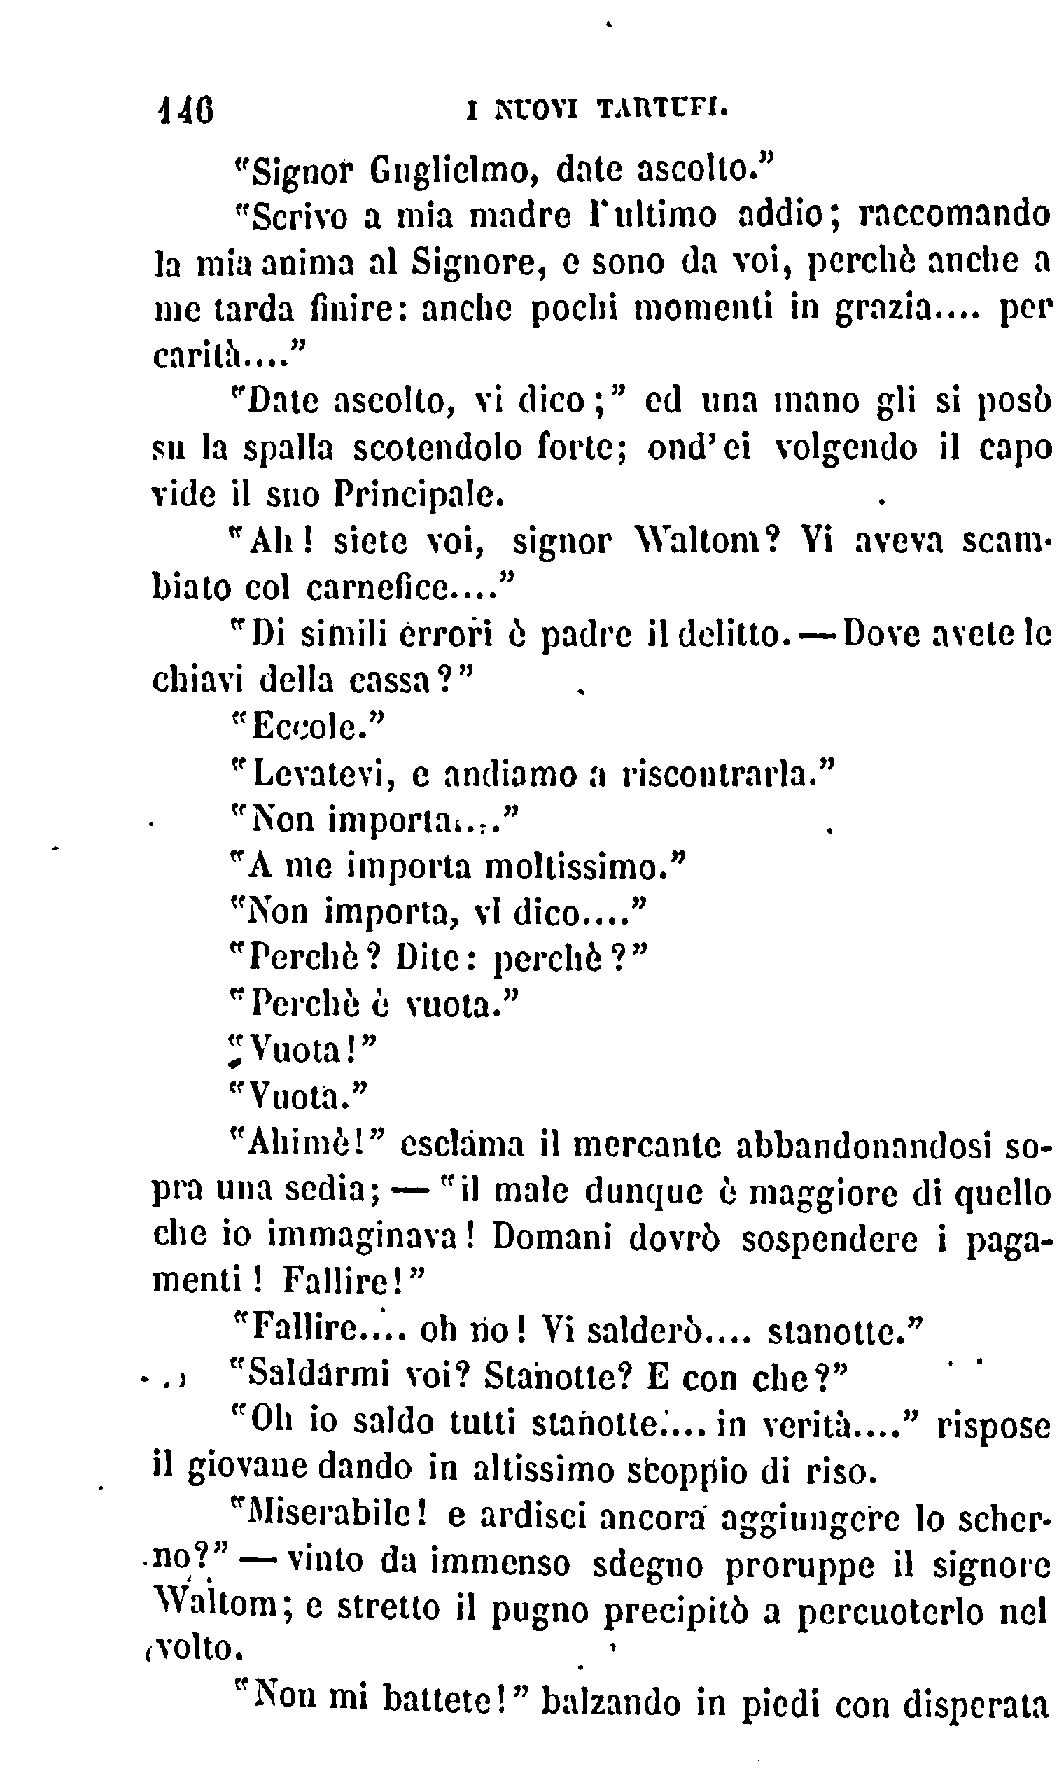 146 I NUOVI TARTUFI.
"Signor Guglielmo, date ascolto."
"Scrivo a mia madre l'ultimo addio; raccomando
la mia anima al Signore, e sono da voi, perchè anche a
me tarda finire: anche pochi momenti in grazia.... per
carità...."
"Date ascolto, vi dico;" ed una mano gli si posò
su la spalla scotendolo forte; ond'ei volgendo il capo
vide il suo Principale.
"Ah! siete voi, signor Waltom? Vi aveva scam-
biato col carnefice...."
"Di simili errori è padre il delitto.—Dove avete le
chiavi della cassa?"
"Eccole."
"Levatevi, e andiamo a riscontrarla."
"Non importa...."
"A me importa moltissimo."
"Non importa, vi dico...."
"Perchè? Dite: perchè?"
"Perchè è vuota."
"Vuota!"
"Vuota."
"Ahimè!" esclama il mercante abbandonandosi so-
pra una sedia; — "il male dunque è maggiore di quello
che io immaginava! Domani dovrò sospendere i paga-
menti! Fallire!"
"Fallire.... oh no! Vi salderò.... stanotte."
"Saldarmi voi? Stanotte? E con che?"
"Oh io saldo tutti stanotte.... in verità...." rispose
il giovane dando in altissimo stoppio di riso.
"Miserabile! e ardisci ancora aggiungere lo scher-
no?" — vinto da immenso sdegno proruppe il signore
Waltom; e stretto il pugno precipitò a percuoterlo nel
volto.
"Non mi battete!" balzando in piedi con disperata